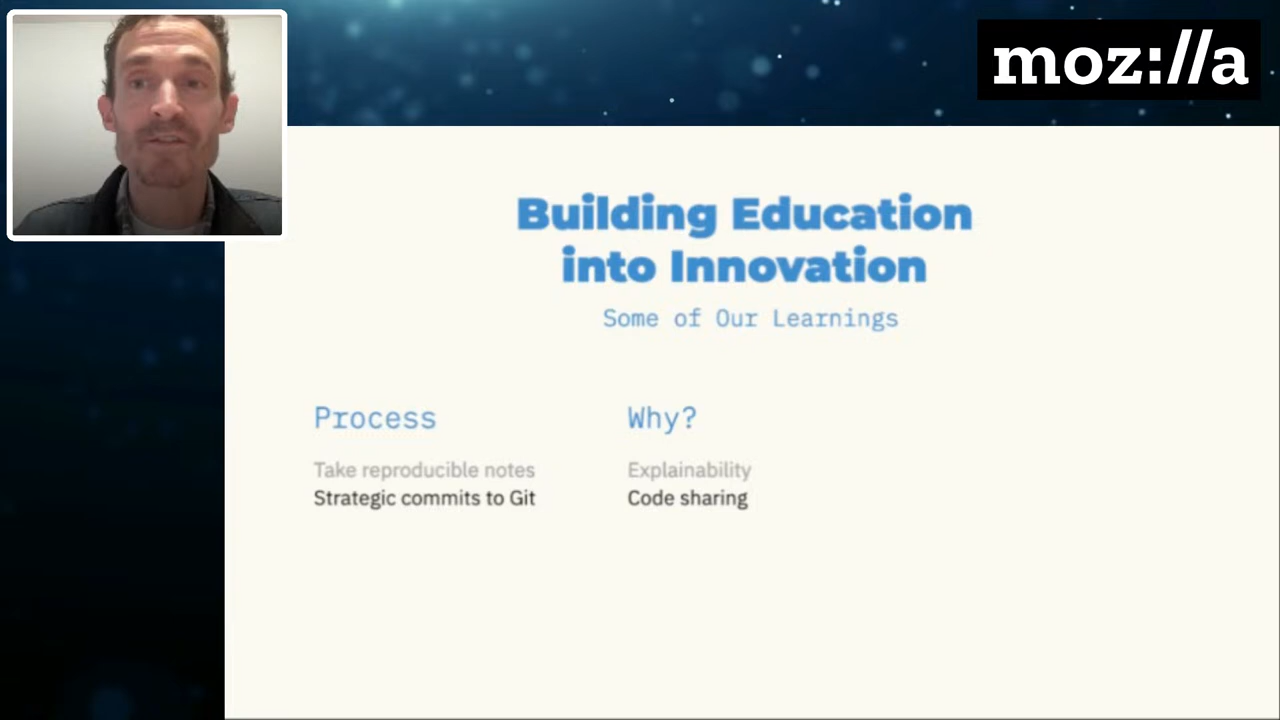 moz://a
Building Education
into Innovation
Some of Our Learnings
Process
Take reproducible notes
Strategic commits to Git
Why?
Explainability
Code sharing